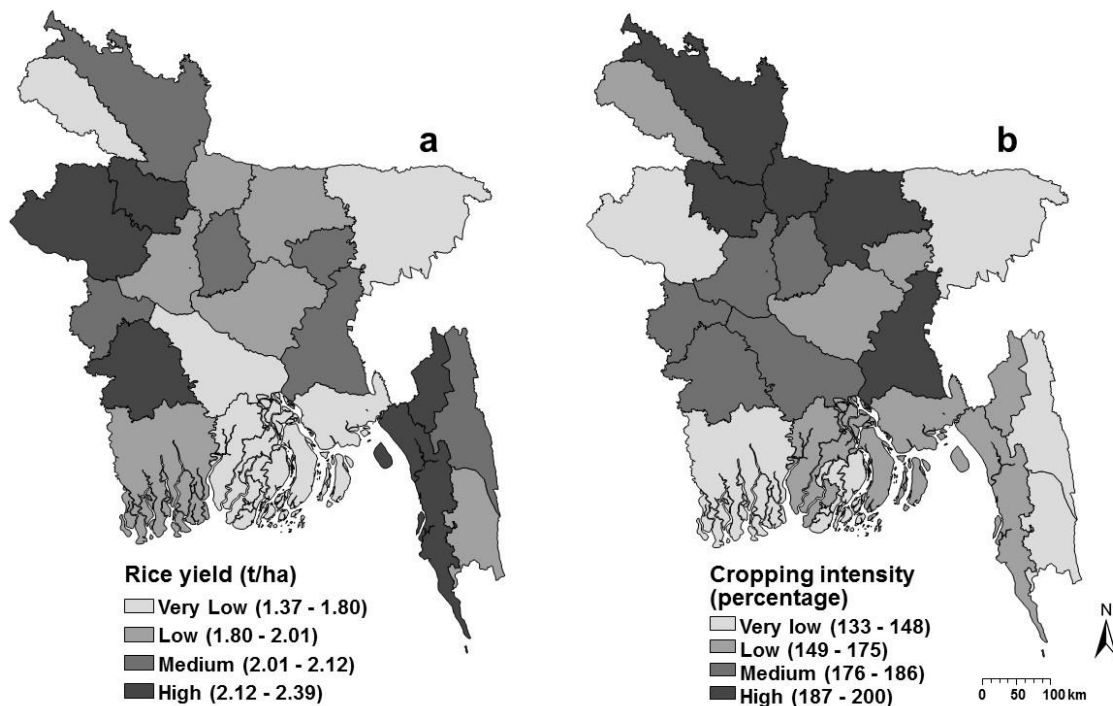 a
Rice yield (t/ha)
Very Low (1.37 - 1.80)
Low (1.80 - 2.01)
Medium (2.01 - 2.12)
High (2.12 - 2.39)
b
Cropping intensity
(percentage)
Very low (133 - 148)
Low (149 - 175)
Medium (176 - 186)
High (187 - 200)
N
0 50 100 km